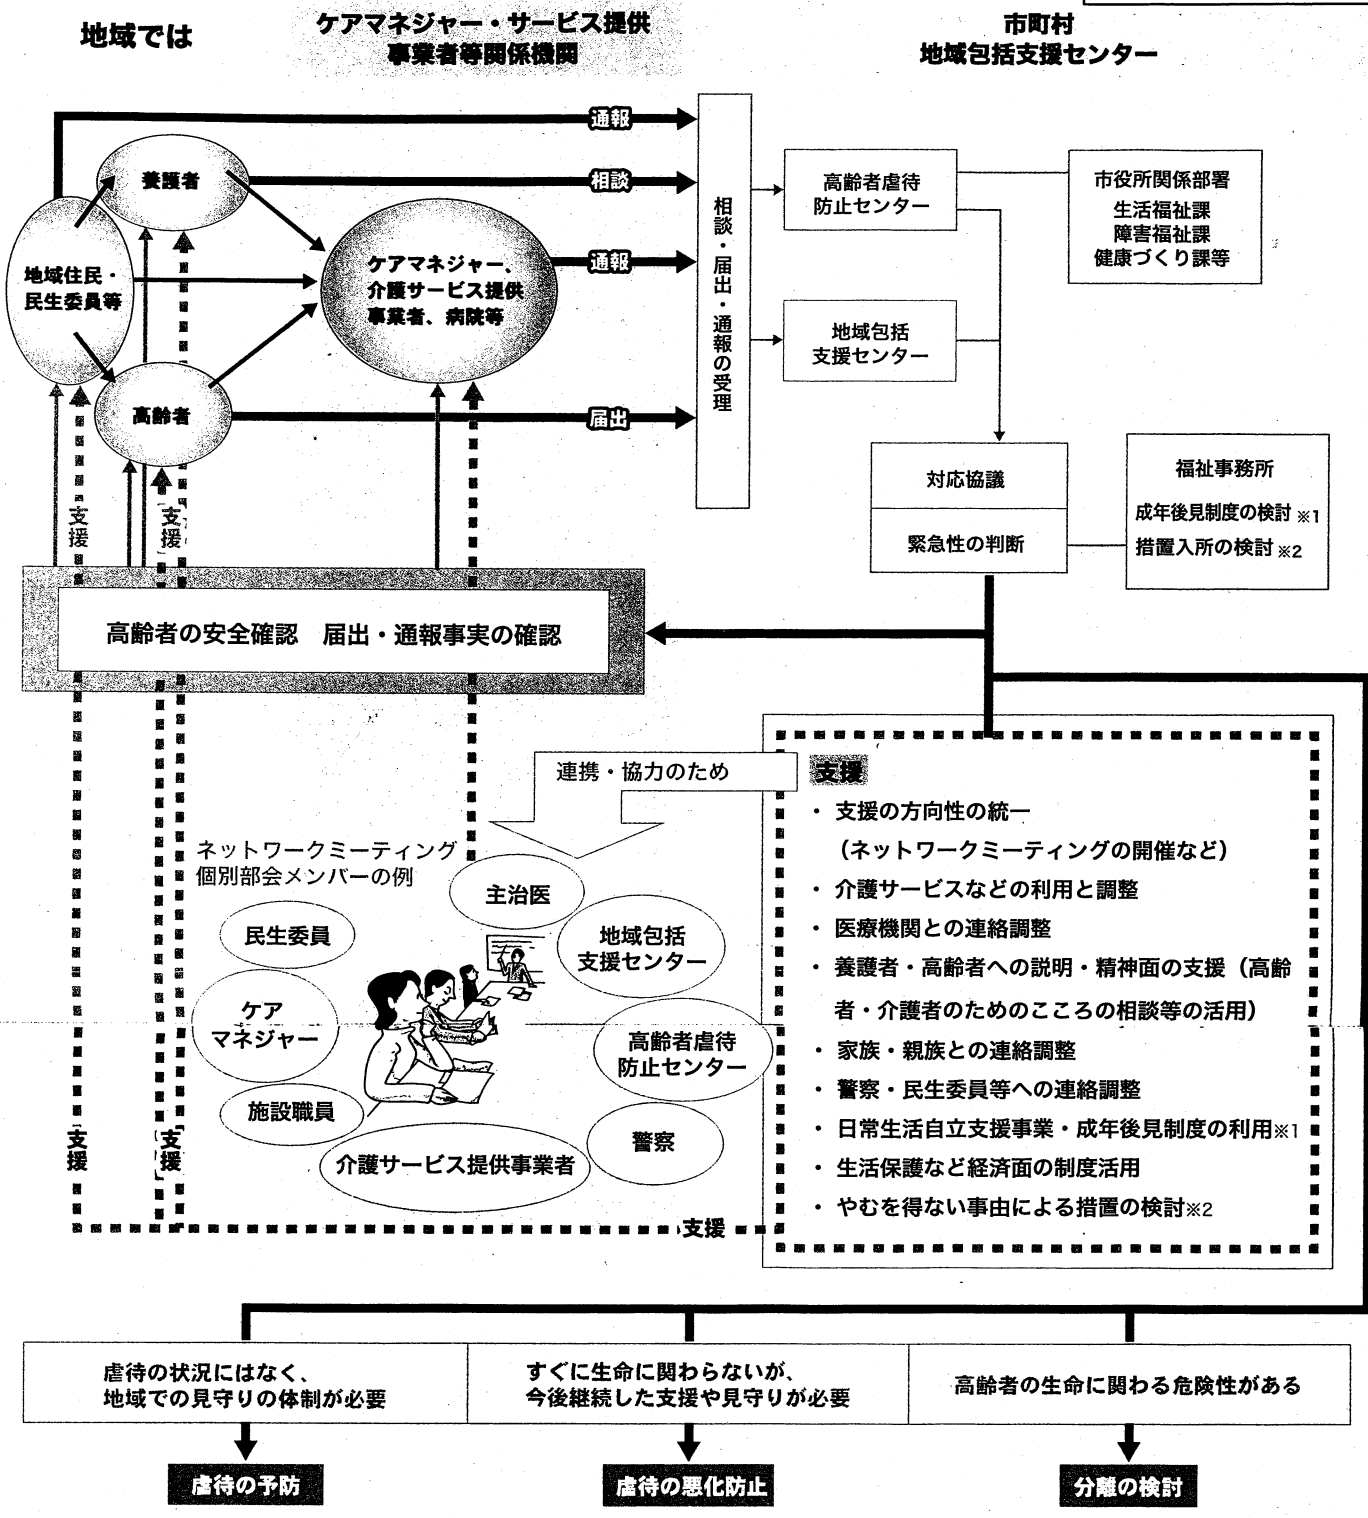 地域では
ケアマネジャー・サービス提供
事業者等関係機関
市町村
地域包括支援センター
通報
養護者
相談
地域住民・
民生委員等
ケアマネジャー、
介護サービス提供
事業者、病院等
通報
高齢者
届出
相談・届出・通報の受理
高齢者虐待
防止センター
市役所関係部署
生活福祉課
障害福祉課
健康づくり課等
地域包括
支援センター
対応協議
緊急性の判断
福祉事務所
成年後見制度の検討 ※1
措置入所の検討 ※2
支援
支援
高齢者の安全確認　届出・通報事実の確認
連携・協力のため
ネットワークミーティング
個別部会メンバーの例
主治医
民生委員
地域包括
支援センター
ケア
マネジャー
高齢者虐待
防止センター
施設職員
警察
介護サービス提供事業者
支援
支援
支援
支援
・ 支援の方向性の統一
（ネットワークミーティングの開催など）
・ 介護サービスなどの利用と調整
・ 医療機関との連絡調整
・ 養護者・高齢者への説明・精神面の支援（高齢
者・介護者のためのこころの相談等の活用）
・ 家族・親族との連絡調整
・ 警察・民生委員等への連絡調整
・ 日常生活自立支援事業・成年後見制度の利用※1
・ 生活保護など経済面の制度活用
・ やむを得ない事由による措置の検討※2
虐待の状況にはなく、
地域での見守りの体制が必要
すぐに生命に関わらないが、
今後継続した支援や見守りが必要
高齢者の生命に関わる危険性がある
虐待の予防
虐待の悪化防止
分離の検討